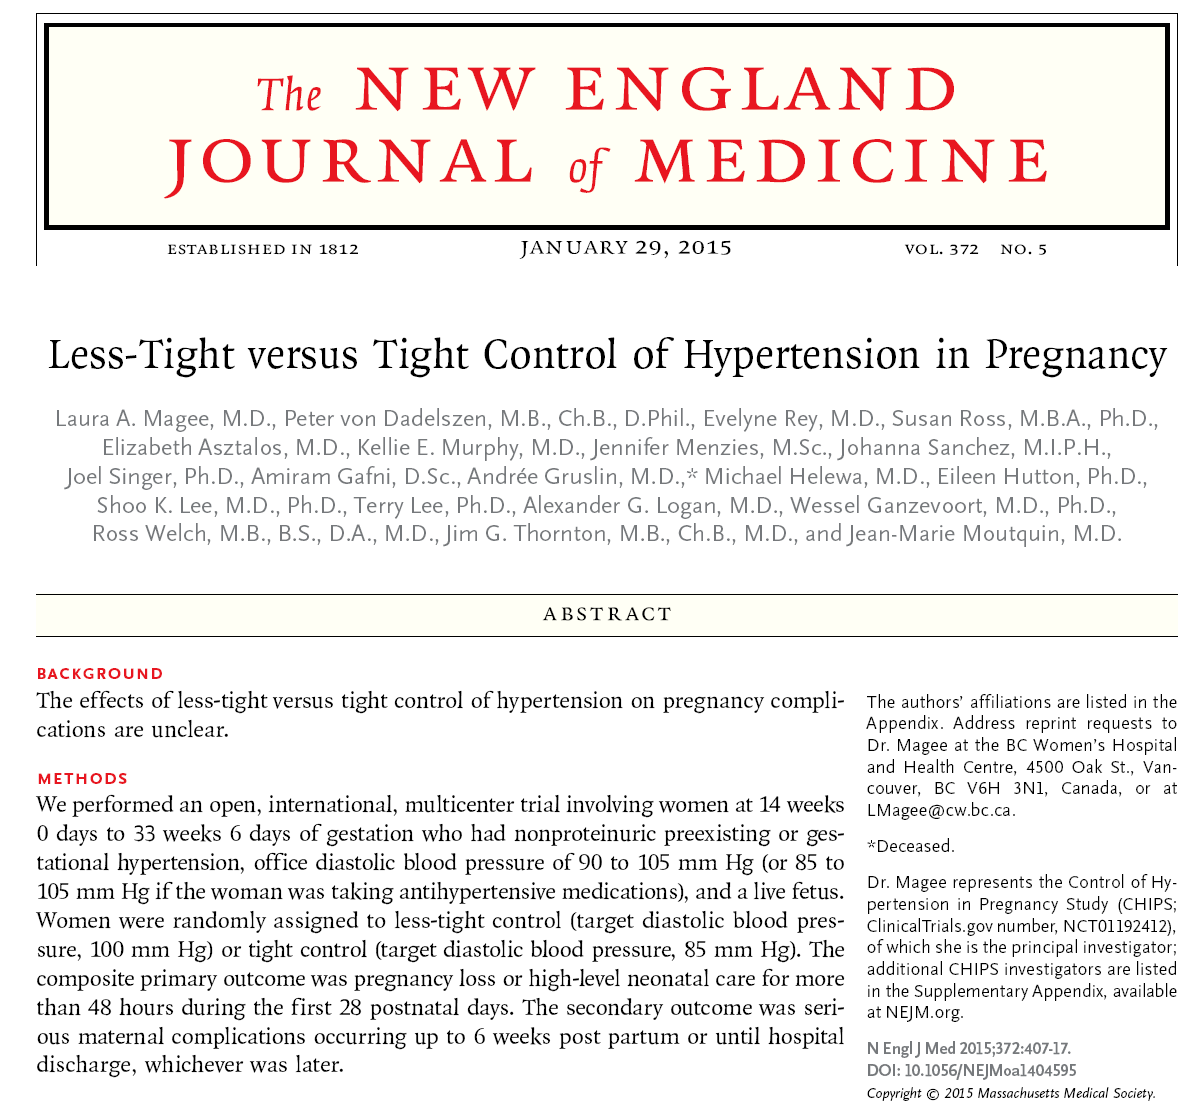 The NEW ENGLAND
JOURNAL of MEDICINE
ESTABLISHED IN 1812 JANUARY 29, 2015 VOL. 372 NO. 5
Less-Tight versus Tight Control of Hypertension in Pregnancy
Laura A. Magee, M.D., Peter von Dadelszen, M.B., Ch.B., D.Phil., Evelyne Rey, M.D., Susan Ross, M.B.A., Ph.D.,
Elizabeth Asztalos, M.D., Kellie E. Murphy, M.D., Jennifer Menzies, M.Sc., Johanna Sanchez, M.I.P.H.,
Joel Singer, Ph.D., Amiram Gafni, D.Sc., Andrée Gruslin, M.D.,* Michael Helewa, M.D., Eileen Hutton, Ph.D.,
Shoo K. Lee, M.D., Ph.D., Terry Lee, Ph.D., Alexander G. Logan, M.D., Wessel Ganzevoort, M.D., Ph.D.,
Ross Welch, M.B., B.S., D.A., M.D., Jim G. Thornton, M.B., Ch.B., M.D., and Jean-Marie Moutquin, M.D.
ABSTRACT
BACKGROUND
The effects of less-tight versus tight control of hypertension on pregnancy compli-
cations are unclear.
METHODS
We performed an open, international, multicenter trial involving women at 14 weeks
0 days to 33 weeks 6 days of gestation who had nonproteinuric preexisting or ges-
tational hypertension, office diastolic blood pressure of 90 to 105 mm Hg (or 85 to
105 mm Hg if the woman was taking antihypertensive medications), and a live fetus.
Women were randomly assigned to less-tight control (target diastolic blood pres-
sure, 100 mm Hg) or tight control (target diastolic blood pressure, 85 mm Hg). The
composite primary outcome was pregnancy loss or high-level neonatal care for more
than 48 hours during the first 28 postnatal days. The secondary outcome was seri-
ous maternal complications occurring up to 6 weeks post partum or until hospital
discharge, whichever was later.
The authors' affiliations are listed in the
Appendix. Address reprint requests to
Dr. Magee at the BC Women's Hospital
and Health Centre, 4500 Oak St., Van-
couver, BC V6H 3N1, Canada, or at
LMagee@cw.bc.ca.
*Deceased.
Dr. Magee represents the Control of Hy-
pertension in Pregnancy Study (CHIPS;
ClinicalTrials.gov number, NCT01192412),
of which she is the principal investigator;
additional CHIPS investigators are listed
in the Supplementary Appendix, available
at NEJM.org.
N Engl J Med 2015;372:407-17.
DOI: 10.1056/NEJMoa1404595
Copyright © 2015 Massachusetts Medical Society.